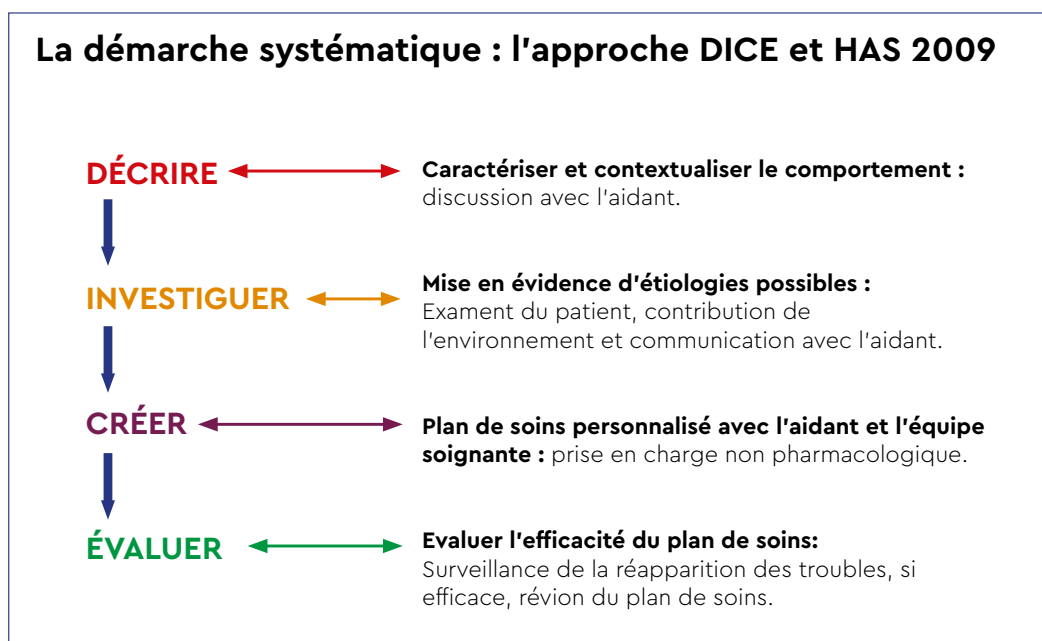 La démarche systématique : l'approche DICE et HAS 2009
DÉCRIRE
Caractériser et contextualiser le comportement :
discussion avec l'aidant.
INVESTIGUER
Mise en évidence d'étiologies possibles :
Exament du patient, contribution de
l'environnement et communication avec l'aidant.
CRÉER
Plan de soins personnalisé avec l'aidant et l'équipe
soignante : prise en charge non pharmacologique.
ÉVALUER
Evaluer l'efficacité du plan de soins:
Surveillance de la réapparition des troubles, si
efficace, révion du plan de soins.